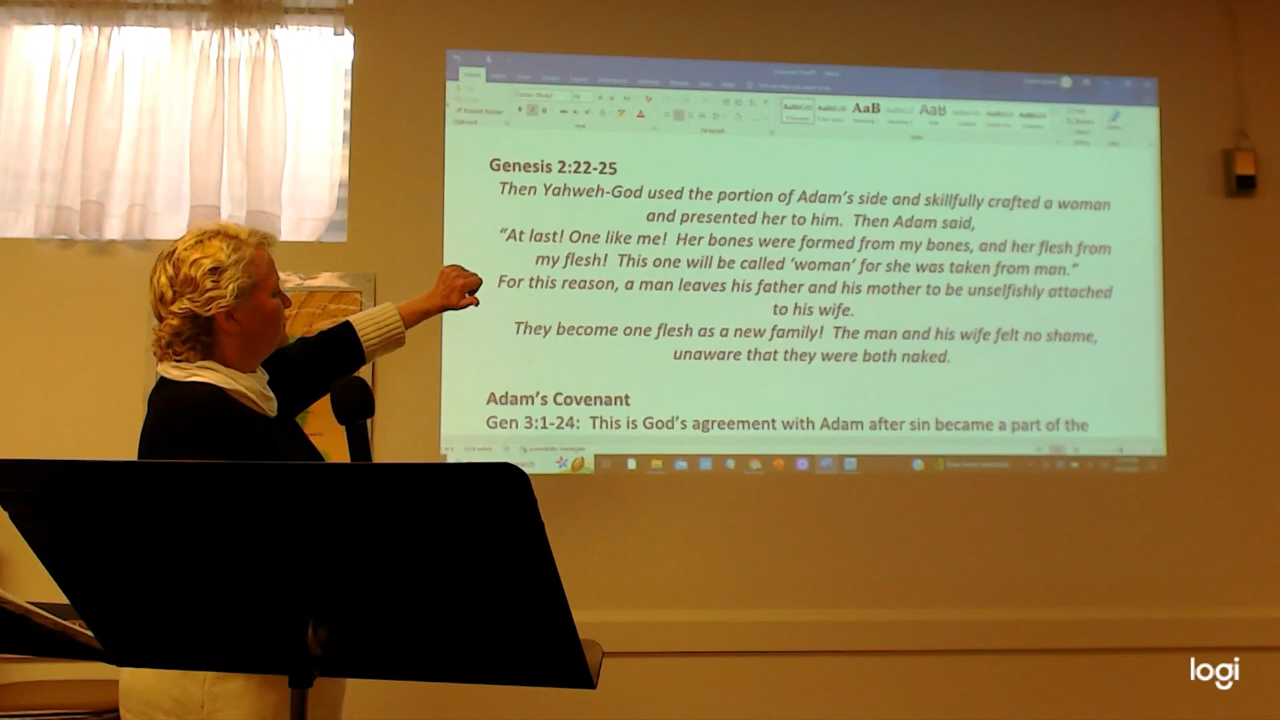 Genesis 2:22-25
Then Yahweh-God used the portion of Adam's side and skillfully crafted a woman
and presented her to him. Then Adam said,
“At last! One like me! Her bones were formed from my bones, and her flesh from
my flesh! This one will be called ‘woman’ for she was taken from man.”
For this reason, a man leaves his father and his mother to be unselfishly attached
to his wife.
They become one flesh as a new family! The man and his wife felt no shame,
unaware that they were both naked.
Adam's Covenant
Gen 3:1-24: This is God's agreement with Adam after sin became a part of the
logi